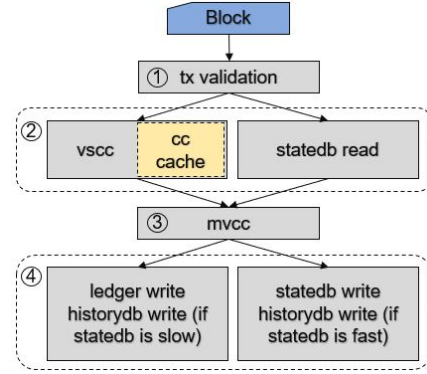 Block
① tx validation
②
vscc
cc
cache
statedb read
③ mvcc
④
ledger write
historydb write (if
statedb is slow)
statedb write
historydb write (if
statedb is fast)